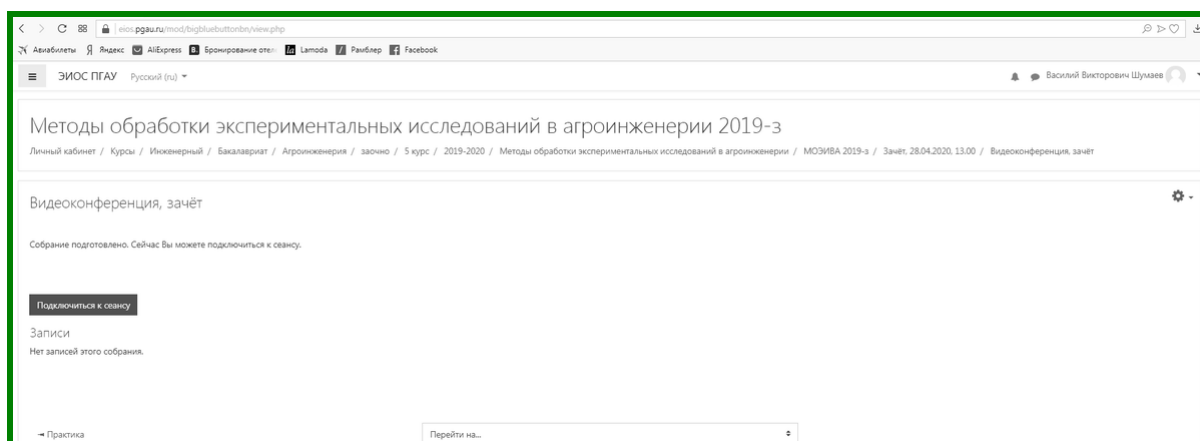 eios.pgau.ru/mod/bigbluebuttonbn/view.php
Авиабилеты Яндекс AliExpress Бронирование отел Lamoda Рамблер Facebook
ЭИОС ПГАУ Русский (ru) Василий Викторович Шумаев
Методы обработки экспериментальных исследований в агроинженерии 2019-з
Личный кабинет / Курсы / Инженерный / Бакалавриат / Агроинженерия / заочно / 5 курс / 2019-2020 / Методы обработки экспериментальных исследований в агроинженерии / МОЭИВА 2019-з / Зачёт, 28.04.2020, 13.00 / Видеоконференция, зачёт
Видеоконференция, зачёт
Собрание подготовлено. Сейчас Вы можете подключиться к сеансу.
Подключиться к сеансу
Записи
Нет записей этого собрания.
◄ Практика Перейти на...